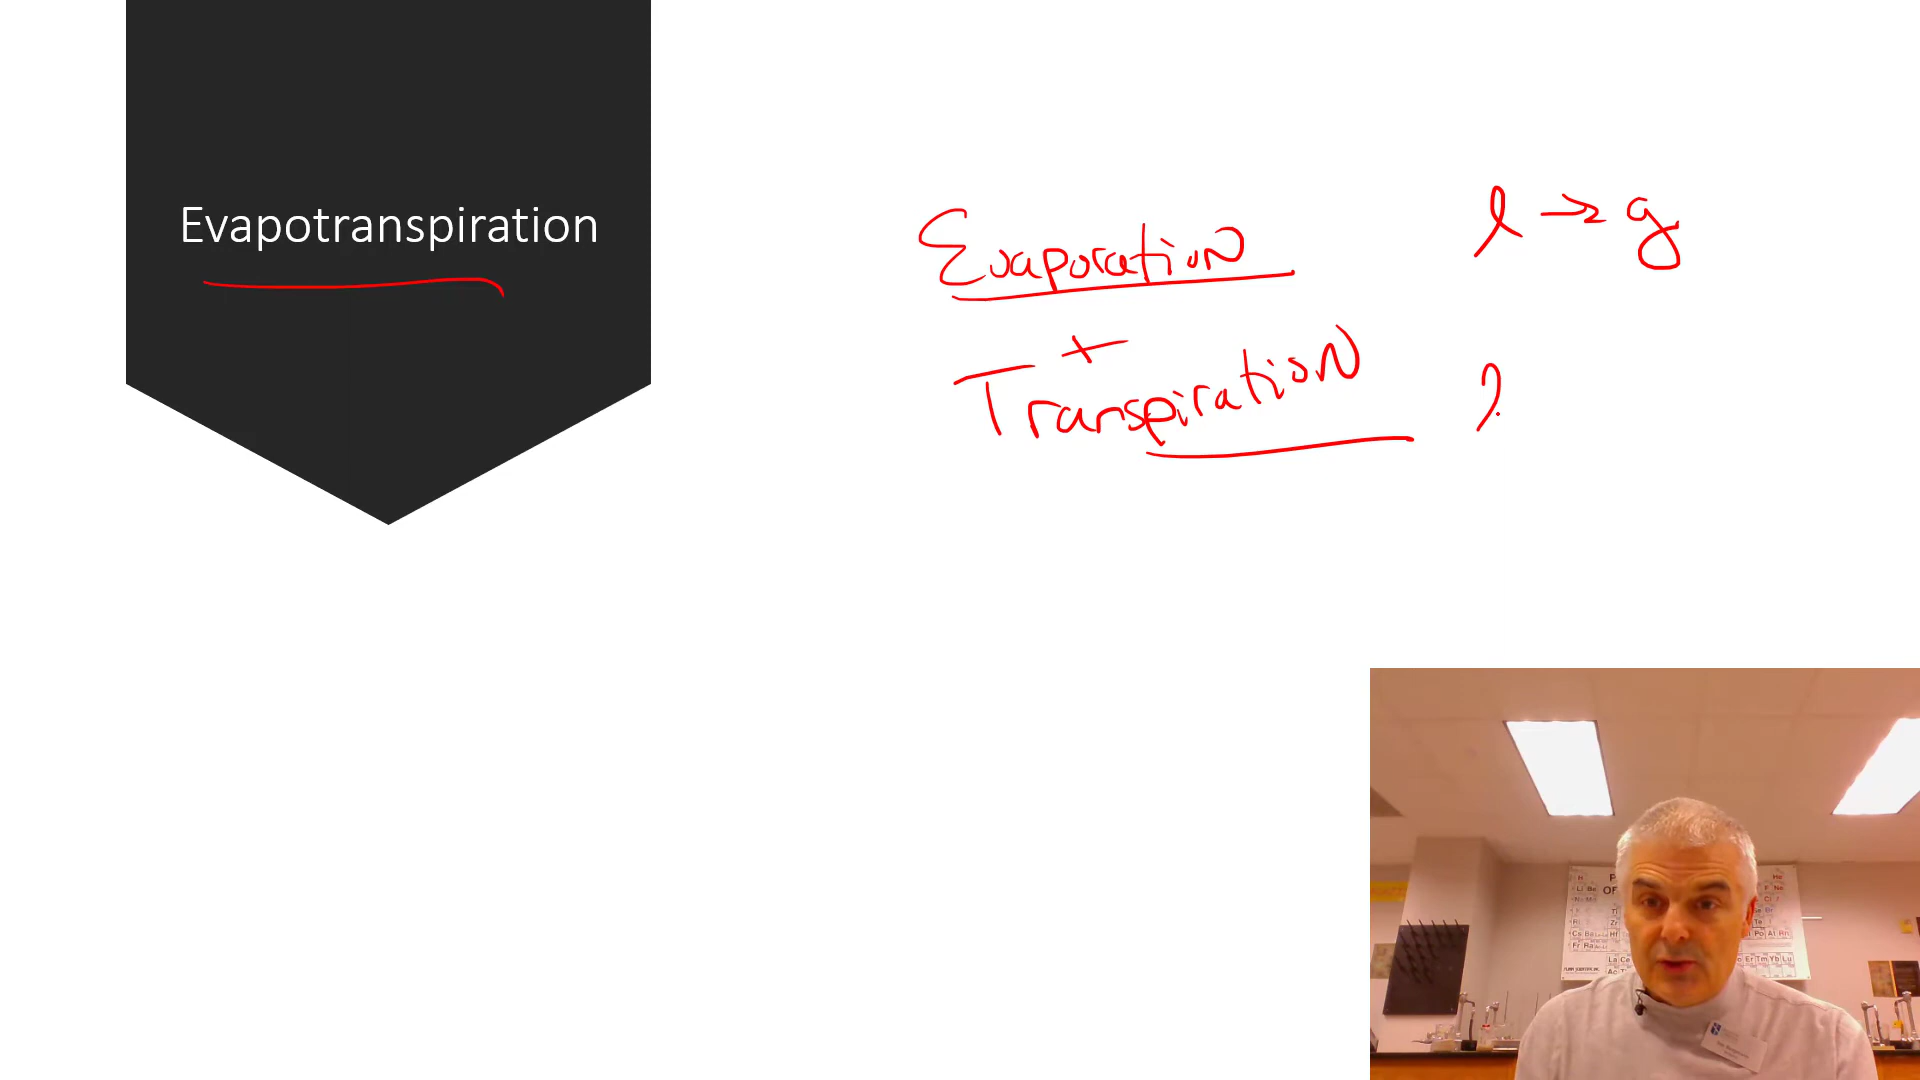 Evapotranspiration
Evaporation
l → g
+
Transpiration
?